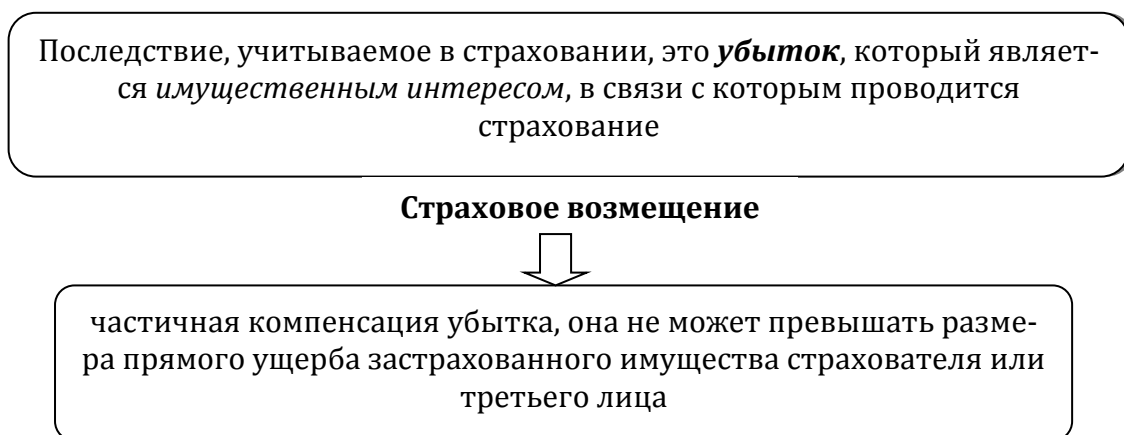 Последствие, учитываемое в страховании, это убыток, который являет-
ся имущественным интересом, в связи с которым проводится
страхование
Страховое возмещение
частичная компенсация убытка, она не может превышать разме-
ра прямого ущерба застрахованного имущества страхователя или
третьего лица